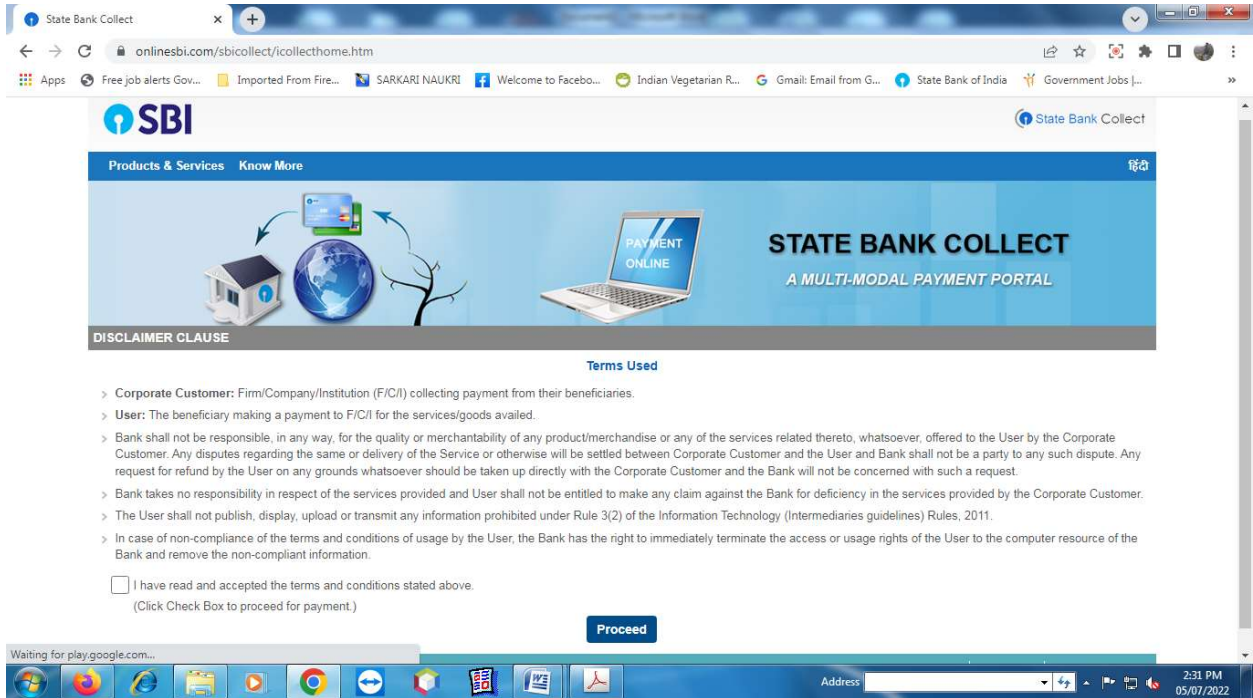 State Bank Collect
onlinesbi.com/sbicollect/icollecthome.htm
Apps Free job alerts Gov... Imported From Fire... SARKARI NAUKRI Welcome to Facebo... Indian Vegetarian R... Gmail: Email from G... State Bank of India Government Jobs |... »
SBI State Bank Collect
Products & Services Know More हिंदी
PAYMENT
ONLINE
STATE BANK COLLECT
A MULTI-MODAL PAYMENT PORTAL
DISCLAIMER CLAUSE
Terms Used
Corporate Customer: Firm/Company/Institution (F/C/I) collecting payment from their beneficiaries.
User: The beneficiary making a payment to F/C/I for the services/goods availed.
Bank shall not be responsible, in any way, for the quality or merchantability of any product/merchandise or any of the services related thereto, whatsoever, offered to the User by the Corporate
Customer. Any disputes regarding the same or delivery of the Service or otherwise will be settled between Corporate Customer and the User and Bank shall not be a party to any such dispute. Any
request for refund by the User on any grounds whatsoever should be taken up directly with the Corporate Customer and the Bank will not be concerned with such a request.
Bank takes no responsibility in respect of the services provided and User shall not be entitled to make any claim against the Bank for deficiency in the services provided by the Corporate Customer.
The User shall not publish, display, upload or transmit any information prohibited under Rule 3(2) of the Information Technology (Intermediaries guidelines) Rules, 2011.
In case of non-compliance of the terms and conditions of usage by the User, the Bank has the right to immediately terminate the access or usage rights of the User to the computer resource of the
Bank and remove the non-compliant information.
I have read and accepted the terms and conditions stated above.
(Click Check Box to proceed for payment.)
Proceed
Waiting for play.google.com...
Address
2:31 PM
05/07/2022